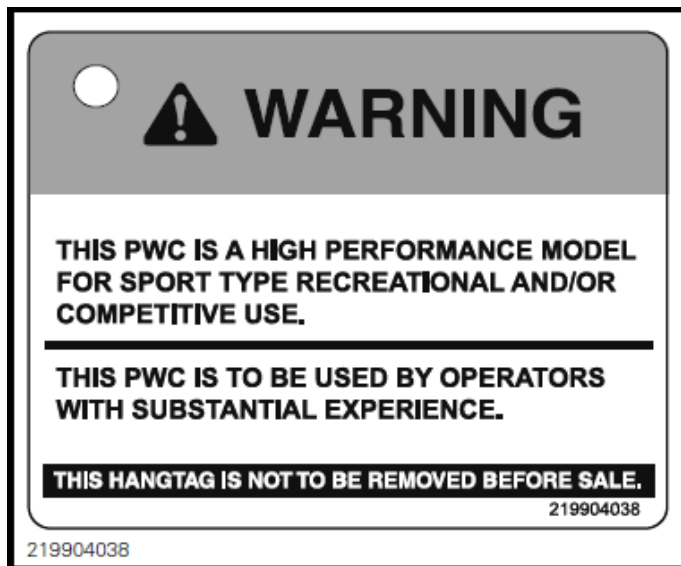 WARNING
THIS PWC IS A HIGH PERFORMANCE MODEL
FOR SPORT TYPE RECREATIONAL AND/OR
COMPETITIVE USE.
THIS PWC IS TO BE USED BY OPERATORS
WITH SUBSTANTIAL EXPERIENCE.
THIS HANGTAG IS NOT TO BE REMOVED BEFORE SALE.
219904038
219904038